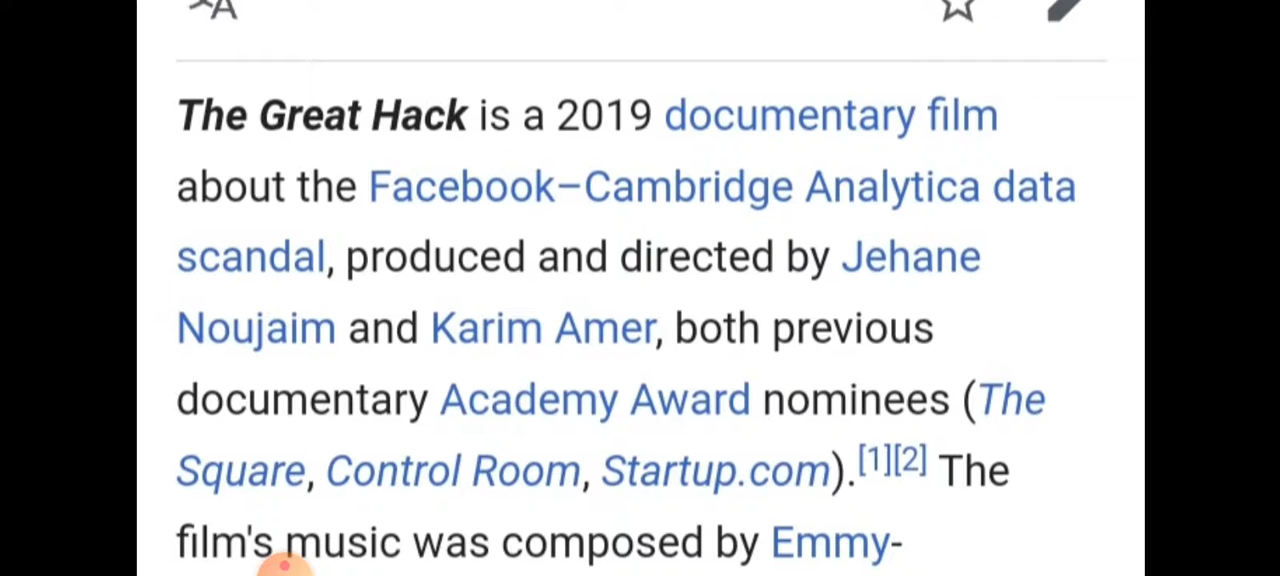 The Great Hack is a 2019 documentary film
about the Facebook–Cambridge Analytica data
scandal, produced and directed by Jehane
Noujaim and Karim Amer, both previous
documentary Academy Award nominees (The
Square, Control Room, Startup.com).[1][2] The
film's music was composed by Emmy-